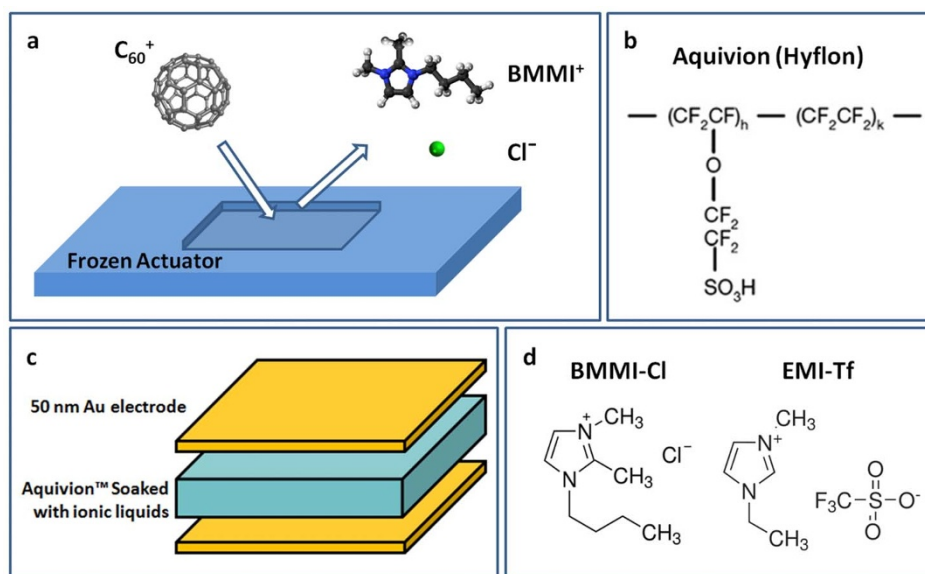 a
C₆₀⁺
BMMI⁺
Cl⁻
Frozen Actuator
b
Aquivion (Hyflon)
— (CF₂CF)ₕ — (CF₂CF₂)ₖ —
O
CF₂
CF₂
SO₃H
c
50 nm Au electrode
Aquivion™ Soaked
with ionic liquids
d
BMMI-Cl
EMI-Tf
N⁺
CH₃
CH₃
N
CH₃
Cl⁻
CH₃
N⁺
N
CH₃
O
F₃C S O⁻
O